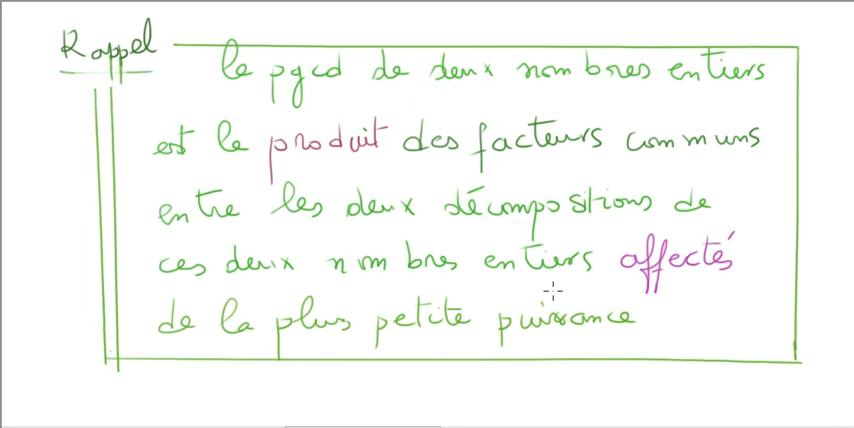 Rappel
le pgcd de deux nombres entiers
est le produit des facteurs communs
entre les deux décompositions de
ces deux nombres entiers affectés
de la plus petite puissance